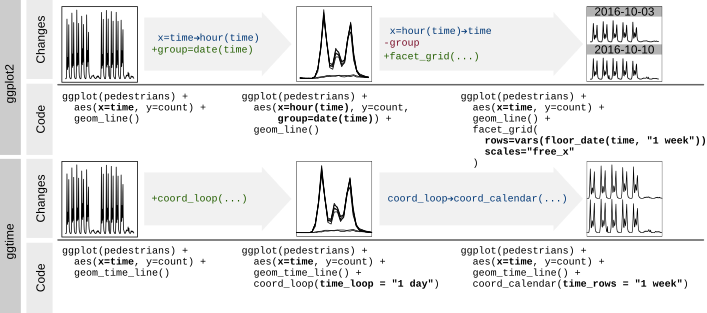 ggplot2
Changes
x=time→hour(time)
+group=date(time)
x=hour(time)→time
-group
+facet_grid(...)
2016-10-03
2016-10-10
Code
ggplot(pedestrians) +
aes(x=time, y=count) +
geom_line()
ggplot(pedestrians) +
aes(x=hour(time), y=count,
group=date(time)) +
geom_line()
ggplot(pedestrians) +
aes(x=time, y=count) +
geom_line() +
facet_grid(
rows=vars(floor_date(time, "1 week"))
scales="free_x"
)
ggtime
Changes
+coord_loop(...)
coord_loop→coord_calendar(...)
Code
ggplot(pedestrians) +
aes(x=time, y=count) +
geom_time_line()
ggplot(pedestrians) +
aes(x=time, y=count) +
geom_time_line() +
coord_loop(time_loop = "1 day")
ggplot(pedestrians) +
aes(x=time, y=count) +
geom_time_line() +
coord_calendar(time_rows = "1 week")